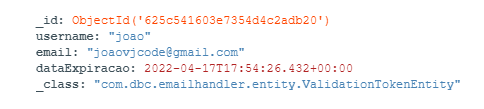 _id: ObjectId('625c541603e7354d4c2adb20')
username: "joao"
email: "joaovjcode@gmail.com"
dataExpiracao: 2022-04-17T17:54:26.432+00:00
_class: "com.dbc.emailhandler.entity.ValidationTokenEntity"